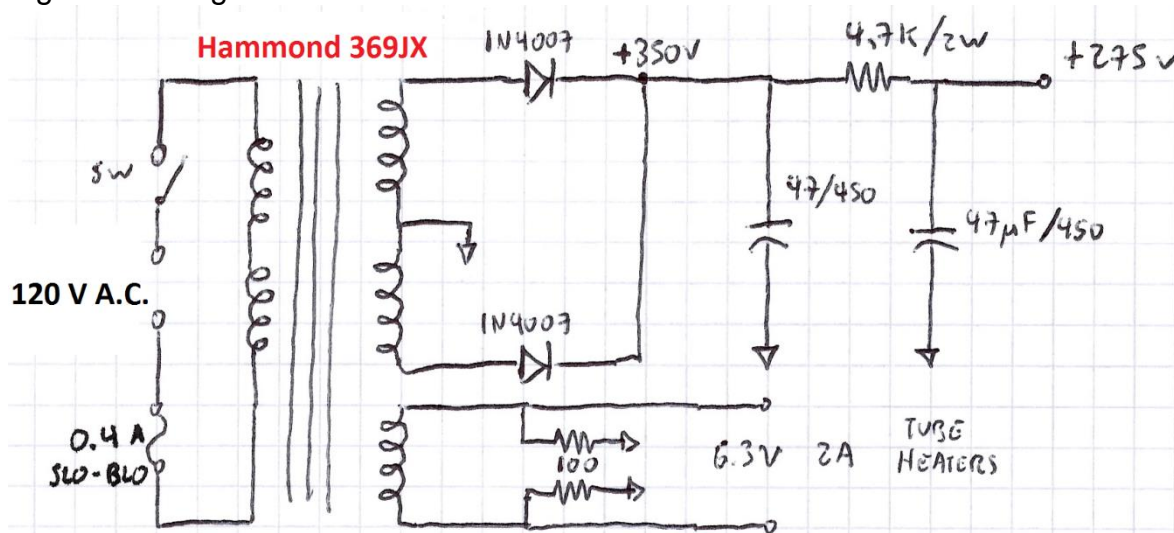 Hammond 369JX
1N4007
+350V
4,7K/2W
+275V
SW
47/450
47µF/450
120 V A.C.
1N4007
0.4 A
SLO-BLO
100
6.3V 2A
TUBE
HEATERS